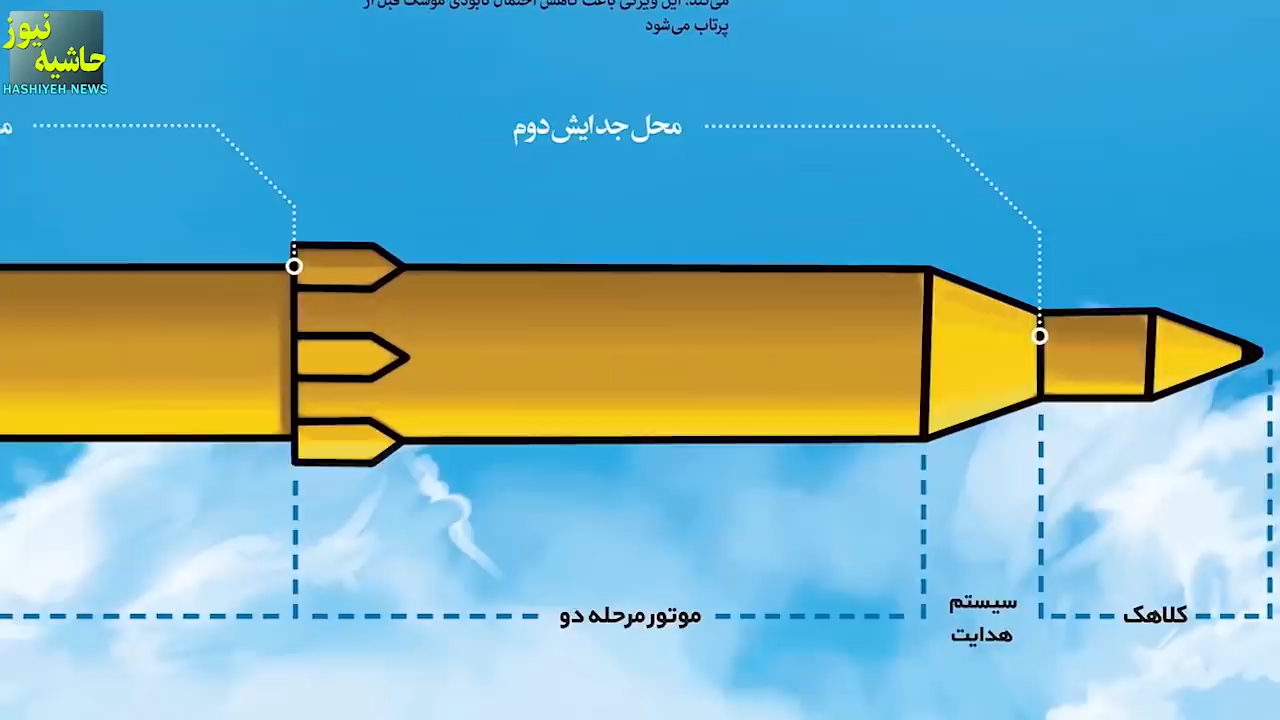 نیوز
حاشیه
HASHIYEH NEWS
پرتاب می‌شود
محل جدایش دوم
موتور مرحله دو
سیستم
هدایت
کلاهک